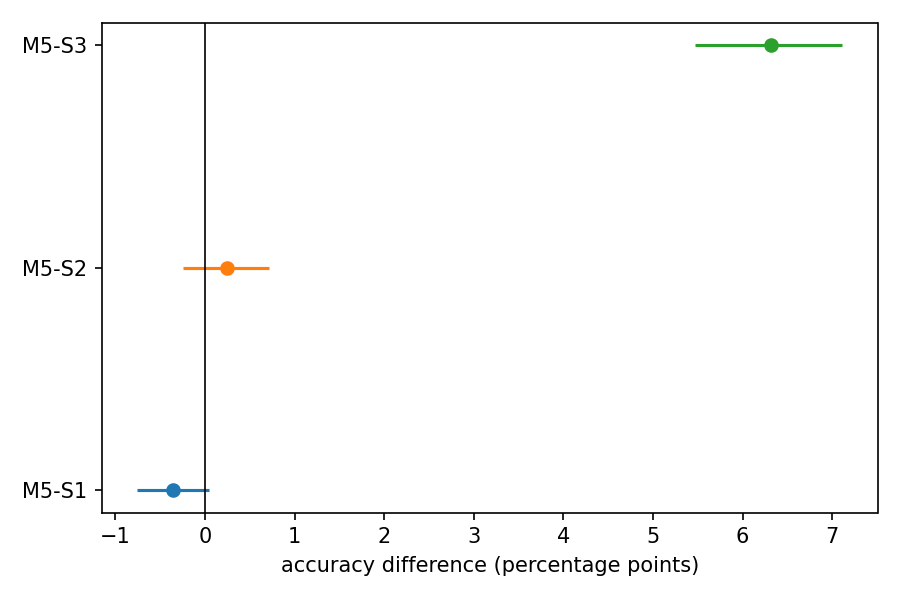 M5-S3
M5-S2
M5-S1
−1 0 1 2 3 4 5 6 7
accuracy difference (percentage points)